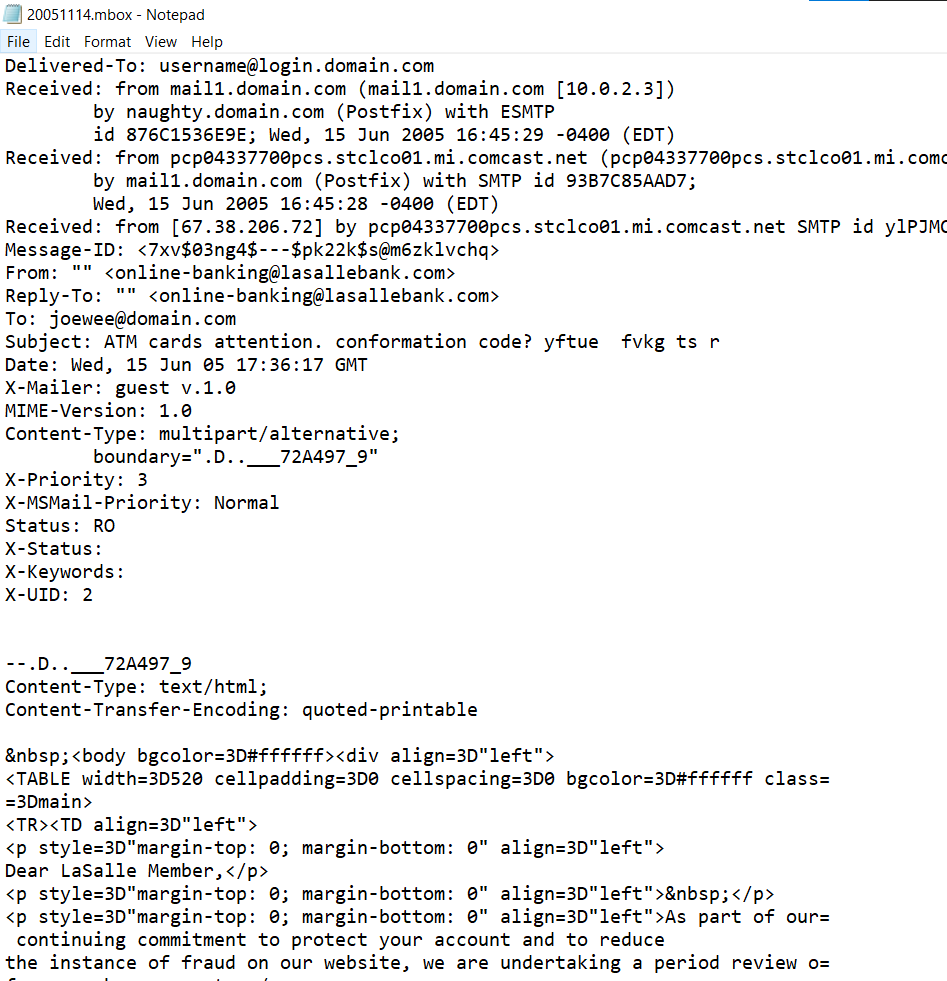 20051114.mbox - Notepad
File Edit Format View Help
Delivered-To: username@login.domain.com
Received: from mail1.domain.com (mail1.domain.com [10.0.2.3])
        by naughty.domain.com (Postfix) with ESMTP
        id 876C1536E9E; Wed, 15 Jun 2005 16:45:29 -0400 (EDT)
Received: from pcp04337700pcs.stclco01.mi.comcast.net (pcp04337700pcs.stclco01.mi.comc
        by mail1.domain.com (Postfix) with SMTP id 93B7C85AAD7;
        Wed, 15 Jun 2005 16:45:28 -0400 (EDT)
Received: from [67.38.206.72] by pcp04337700pcs.stclco01.mi.comcast.net SMTP id ylPJMO
Message-ID: <7xv$03ng4$---$pk22k$s@m6zklvchq>
From: "" <online-banking@lasallebank.com>
Reply-To: "" <online-banking@lasallebank.com>
To: joewee@domain.com
Subject: ATM cards attention. conformation code? yftue  fvkg ts r
Date: Wed, 15 Jun 05 17:36:17 GMT
X-Mailer: guest v.1.0
MIME-Version: 1.0
Content-Type: multipart/alternative;
        boundary=".D..___72A497_9"
X-Priority: 3
X-MSMail-Priority: Normal
Status: RO
X-Status:
X-Keywords:
X-UID: 2
--.D..___72A497_9
Content-Type: text/html;
Content-Transfer-Encoding: quoted-printable
&nbsp;<body bgcolor=3D#ffffff><div align=3D"left">
<TABLE width=3D520 cellpadding=3D0 cellspacing=3D0 bgcolor=3D#ffffff class=
=3Dmain>
<TR><TD align=3D"left">
<p style=3D"margin-top: 0; margin-bottom: 0" align=3D"left">
Dear LaSalle Member,</p>
<p style=3D"margin-top: 0; margin-bottom: 0" align=3D"left">&nbsp;</p>
<p style=3D"margin-top: 0; margin-bottom: 0" align=3D"left">As part of our=
 continuing commitment to protect your account and to reduce
the instance of fraud on our website, we are undertaking a period review o=